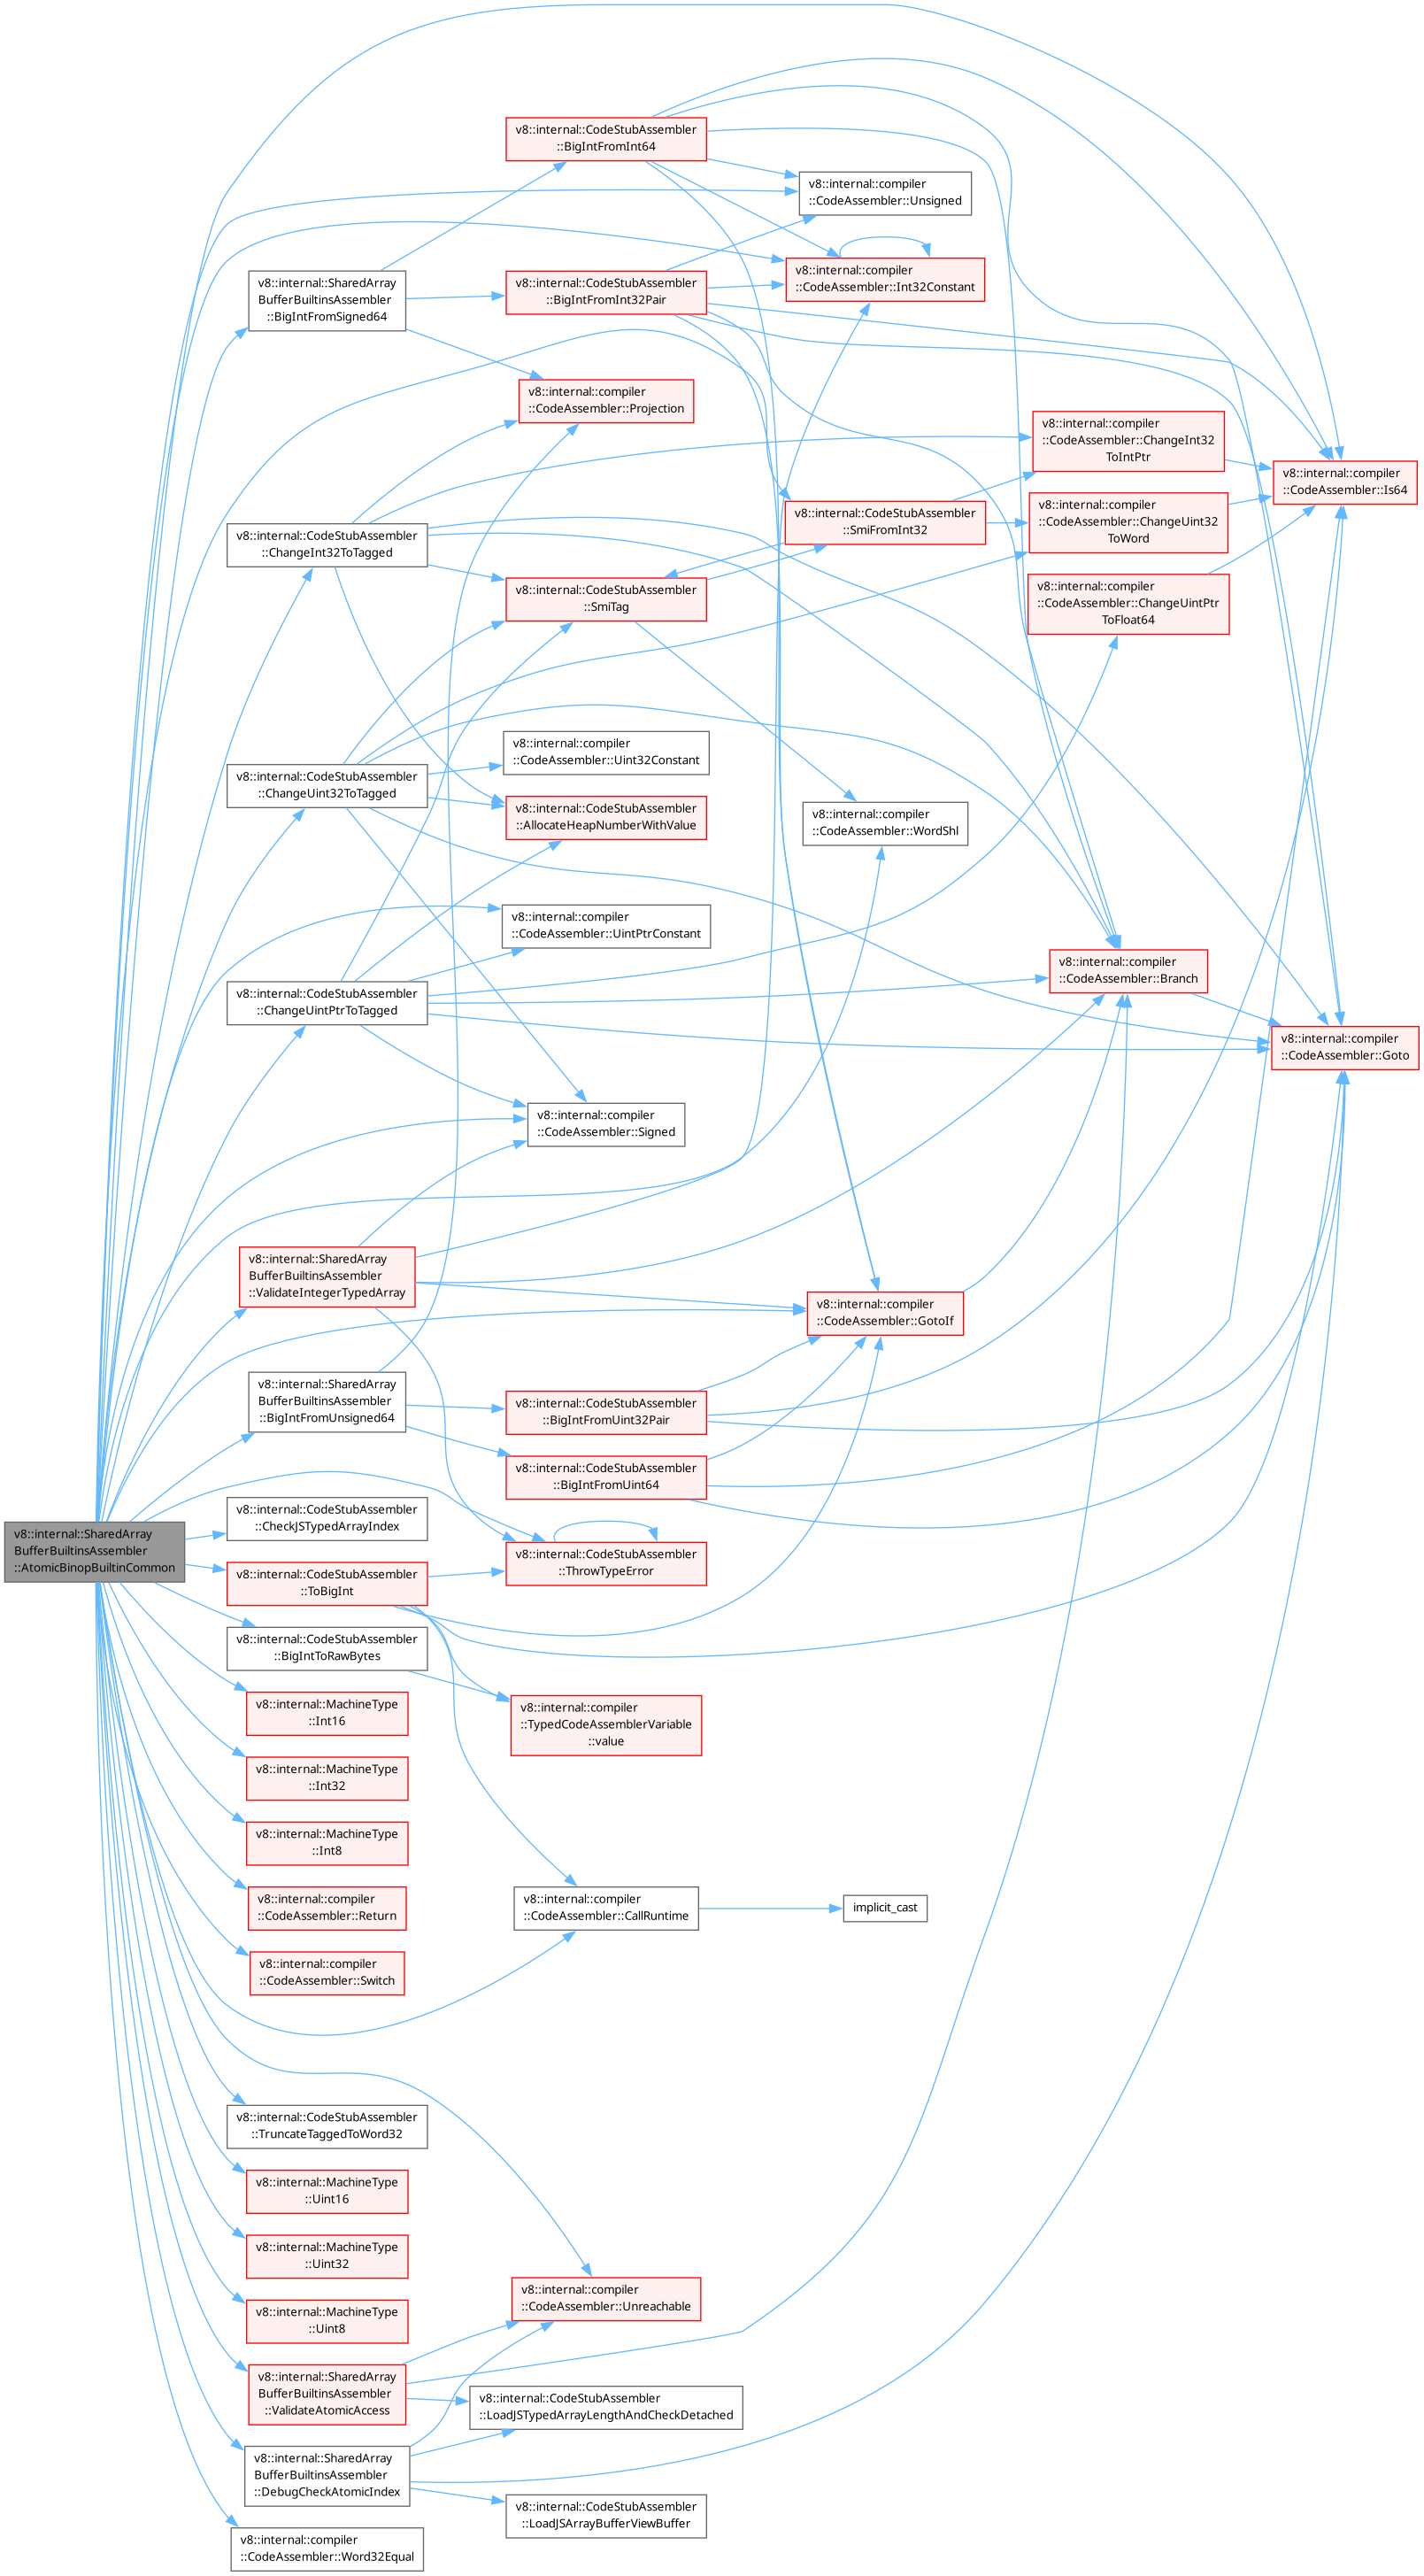 v8::internal::CodeStubAssembler
::BigIntFromInt64
v8::internal::compiler
::CodeAssembler::Unsigned
v8::internal::SharedArray
BufferBuiltinsAssembler
::BigIntFromSigned64
v8::internal::CodeStubAssembler
::BigIntFromInt32Pair
v8::internal::compiler
::CodeAssembler::Int32Constant
v8::internal::compiler
::CodeAssembler::Projection
v8::internal::compiler
::CodeAssembler::ChangeInt32
ToIntPtr
v8::internal::compiler
::CodeAssembler::Is64
v8::internal::CodeStubAssembler
::ChangeInt32ToTagged
v8::internal::CodeStubAssembler
::SmiFromInt32
v8::internal::compiler
::CodeAssembler::ChangeUint32
ToWord
v8::internal::CodeStubAssembler
::SmiTag
v8::internal::compiler
::CodeAssembler::ChangeUintPtr
ToFloat64
v8::internal::CodeStubAssembler
::ChangeUint32ToTagged
v8::internal::compiler
::CodeAssembler::Uint32Constant
v8::internal::CodeStubAssembler
::AllocateHeapNumberWithValue
v8::internal::compiler
::CodeAssembler::WordShl
v8::internal::compiler
::CodeAssembler::UintPtrConstant
v8::internal::CodeStubAssembler
::ChangeUintPtrToTagged
v8::internal::compiler
::CodeAssembler::Branch
v8::internal::compiler
::CodeAssembler::Goto
v8::internal::compiler
::CodeAssembler::Signed
v8::internal::SharedArray
BufferBuiltinsAssembler
::ValidateIntegerTypedArray
v8::internal::compiler
::CodeAssembler::GotoIf
v8::internal::SharedArray
BufferBuiltinsAssembler
::BigIntFromUnsigned64
v8::internal::CodeStubAssembler
::BigIntFromUint32Pair
v8::internal::CodeStubAssembler
::BigIntFromUint64
v8::internal::SharedArray
BufferBuiltinsAssembler
::AtomicBinopBuiltinCommon
v8::internal::CodeStubAssembler
::CheckJSTypedArrayIndex
v8::internal::CodeStubAssembler
::ThrowTypeError
v8::internal::CodeStubAssembler
::ToBigInt
v8::internal::CodeStubAssembler
::BigIntToRawBytes
v8::internal::MachineType
::Int16
v8::internal::compiler
::TypedCodeAssemblerVariable
::value
v8::internal::MachineType
::Int32
v8::internal::MachineType
::Int8
v8::internal::compiler
::CodeAssembler::Return
v8::internal::compiler
::CodeAssembler::CallRuntime
implicit_cast
v8::internal::compiler
::CodeAssembler::Switch
v8::internal::CodeStubAssembler
::TruncateTaggedToWord32
v8::internal::MachineType
::Uint16
v8::internal::MachineType
::Uint32
v8::internal::MachineType
::Uint8
v8::internal::compiler
::CodeAssembler::Unreachable
v8::internal::SharedArray
BufferBuiltinsAssembler
::ValidateAtomicAccess
v8::internal::CodeStubAssembler
::LoadJSTypedArrayLengthAndCheckDetached
v8::internal::SharedArray
BufferBuiltinsAssembler
::DebugCheckAtomicIndex
v8::internal::CodeStubAssembler
::LoadJSArrayBufferViewBuffer
v8::internal::compiler
::CodeAssembler::Word32Equal